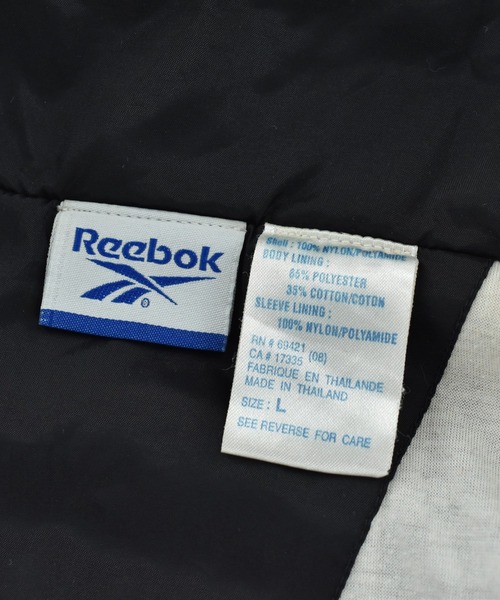 Reebok
®
Shell : 100% NYLON/POLYAMIDE
BODY LINING :
65% POLYESTER
35% COTTON/COTON
SLEEVE LINING :
100% NYLON/POLYAMIDE
RN # 69421 (08)
CA # 17335
FABRIQUE EN THAILANDE
MADE IN THAILAND
SIZE : L
SEE REVERSE FOR CARE